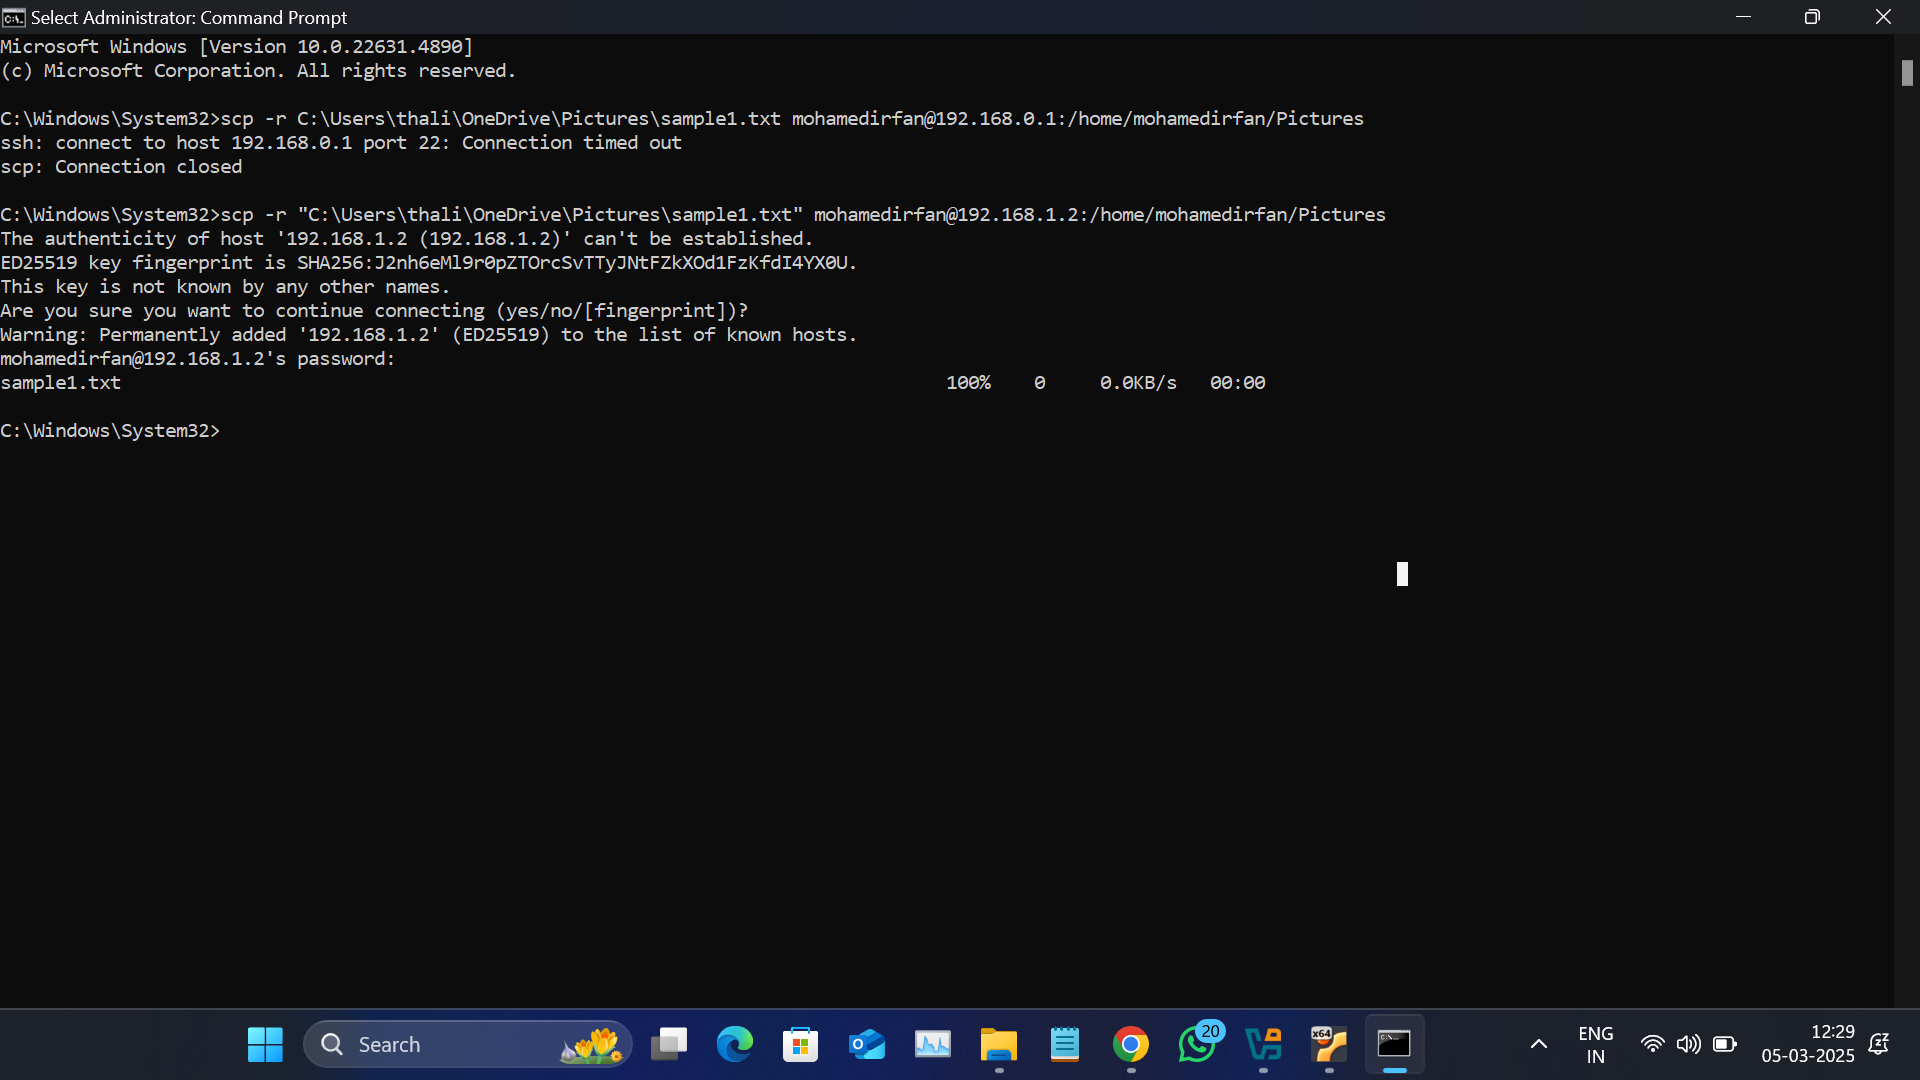 Select Administrator: Command Prompt
Microsoft Windows [Version 10.0.22631.4890]
(c) Microsoft Corporation. All rights reserved.
C:\Windows\System32>scp -r C:\Users\thali\OneDrive\Pictures\sample1.txt mohamedirfan@192.168.0.1:/home/mohamedirfan/Pictures
ssh: connect to host 192.168.0.1 port 22: Connection timed out
scp: Connection closed
C:\Windows\System32>scp -r "C:\Users\thali\OneDrive\Pictures\sample1.txt" mohamedirfan@192.168.1.2:/home/mohamedirfan/Pictures
The authenticity of host '192.168.1.2 (192.168.1.2)' can't be established.
ED25519 key fingerprint is SHA256:J2nh6eMl9r0pZTOrcSvTTyJNtFZkXOd1FzKfdI4YX0U.
This key is not known by any other names.
Are you sure you want to continue connecting (yes/no/[fingerprint])?
Warning: Permanently added '192.168.1.2' (ED25519) to the list of known hosts.
mohamedirfan@192.168.1.2's password:
sample1.txt 100% 0 0.0KB/s 00:00
C:\Windows\System32>
Search
20
x64
ENG
IN
12:29
05-03-2025